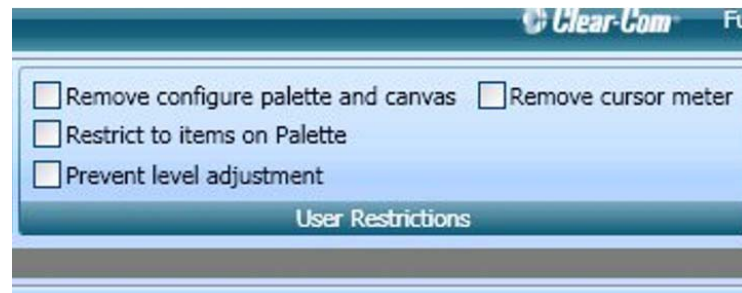 Clear-Com Fu
Remove configure palette and canvas Remove cursor meter
Restrict to items on Palette
Prevent level adjustment
User Restrictions